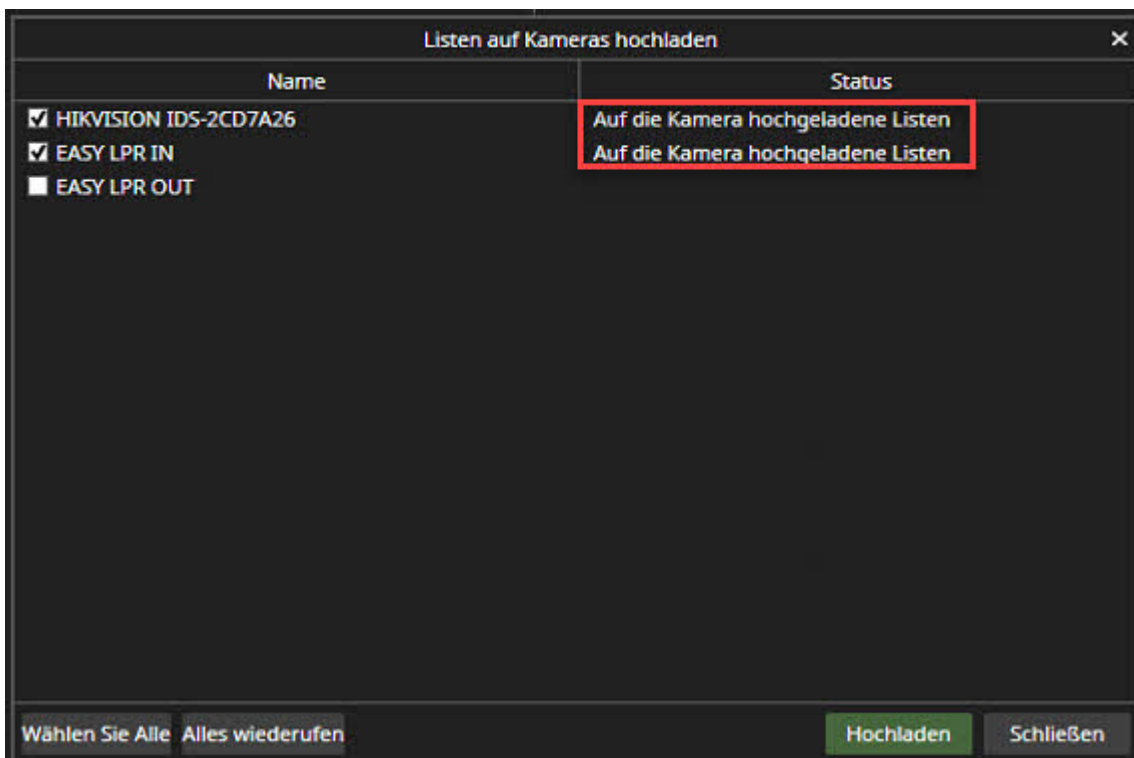 Listen auf Kameras hochladen
Name Status
HIKVISION IDS-2CD7A26 Auf die Kamera hochgeladene Listen
EASY LPR IN Auf die Kamera hochgeladene Listen
EASY LPR OUT
Wählen Sie Alle Alles wiederufen Hochladen Schließen